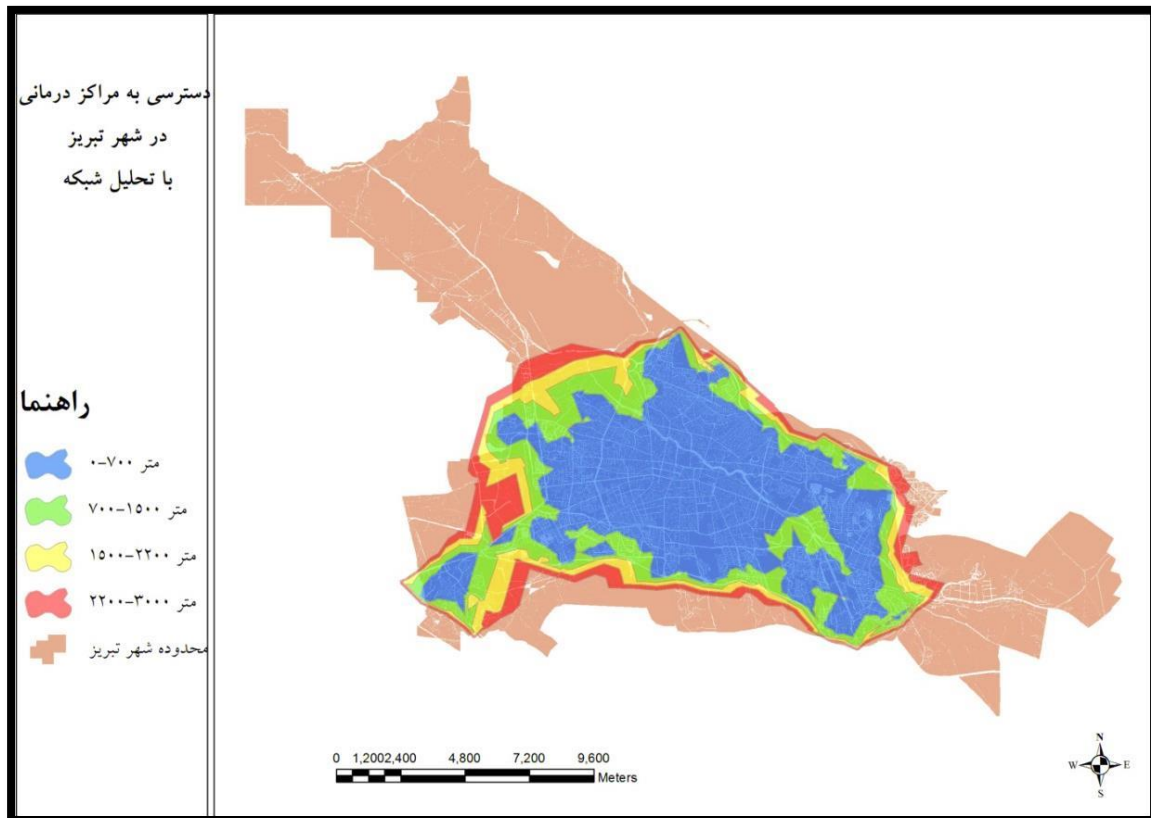 دسترسی به مراکز درمانی
در شهر تبریز
با تحلیل شبکه
راهنما
متر ۷۰۰-۰
متر ۱۵۰۰-۷۰۰
متر ۲۲۰۰-۱۵۰۰
متر ۳۰۰۰-۲۲۰۰
محدوده شهر تبریز
0 1,2002,400 4,800 7,200 9,600
Meters
N
W E
S